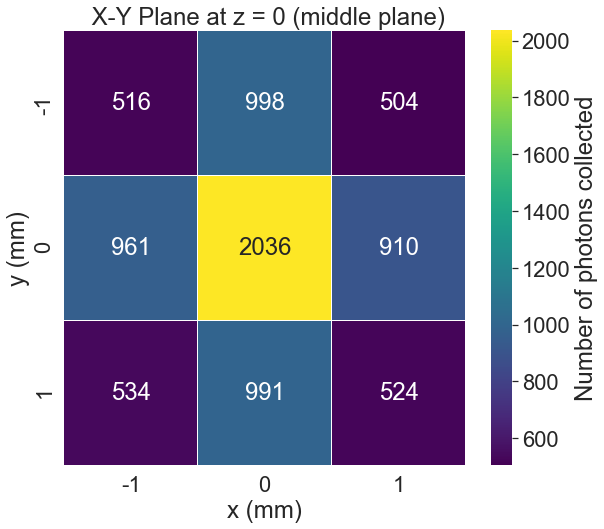 X-Y Plane at z = 0 (middle plane)
516 998 504
961 2036 910
534 991 524
-1
0
1
y (mm)
-1 0 1
x (mm)
2000
1800
1600
1400
1200
1000
800
600
Number of photons collected